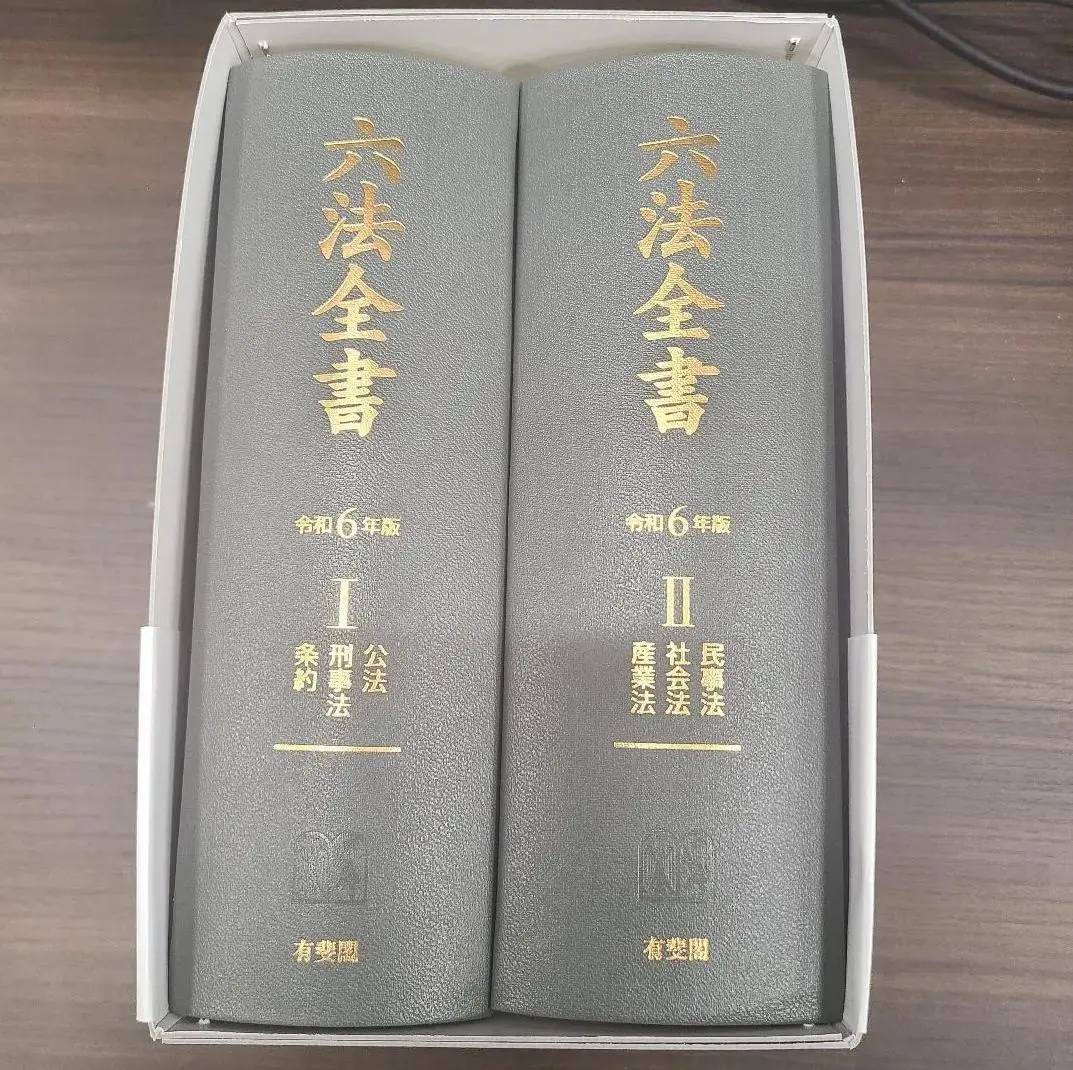 六法全書
令和6年版
I
公法
刑事法
条約
有斐閣
六法全書
令和6年版
II
民事法
社会法
産業法
有斐閣